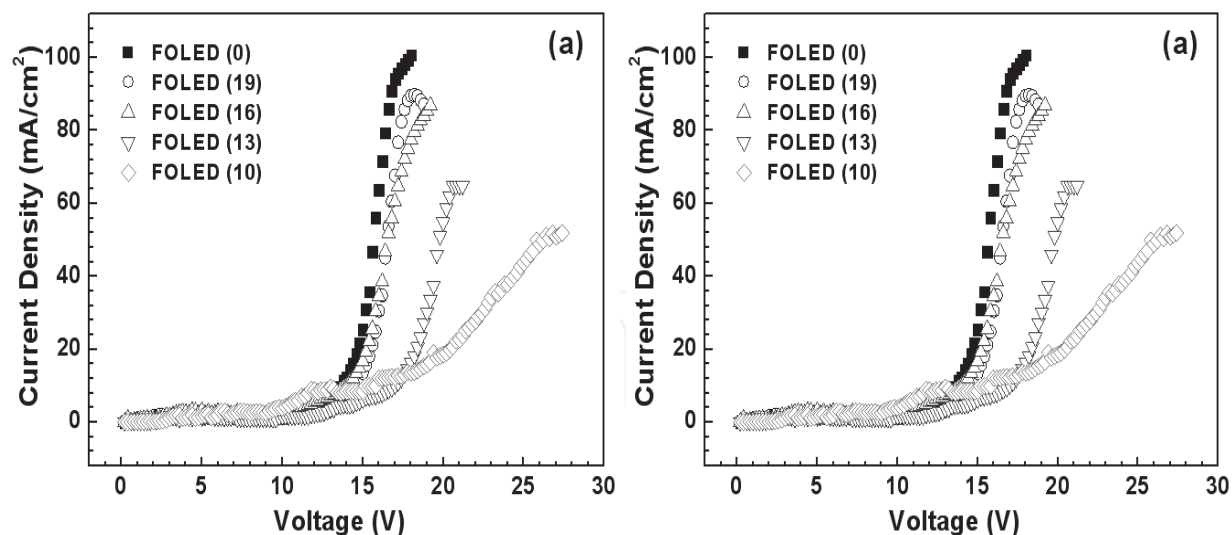 (a)
FOLED (0)
FOLED (19)
FOLED (16)
FOLED (13)
FOLED (10)
Current Density (mA/cm²)
100
80
60
40
20
0
0 5 10 15 20 25 30
Voltage (V)
(a)
FOLED (0)
FOLED (19)
FOLED (16)
FOLED (13)
FOLED (10)
Current Density (mA/cm²)
100
80
60
40
20
0
0 5 10 15 20 25 30
Voltage (V)